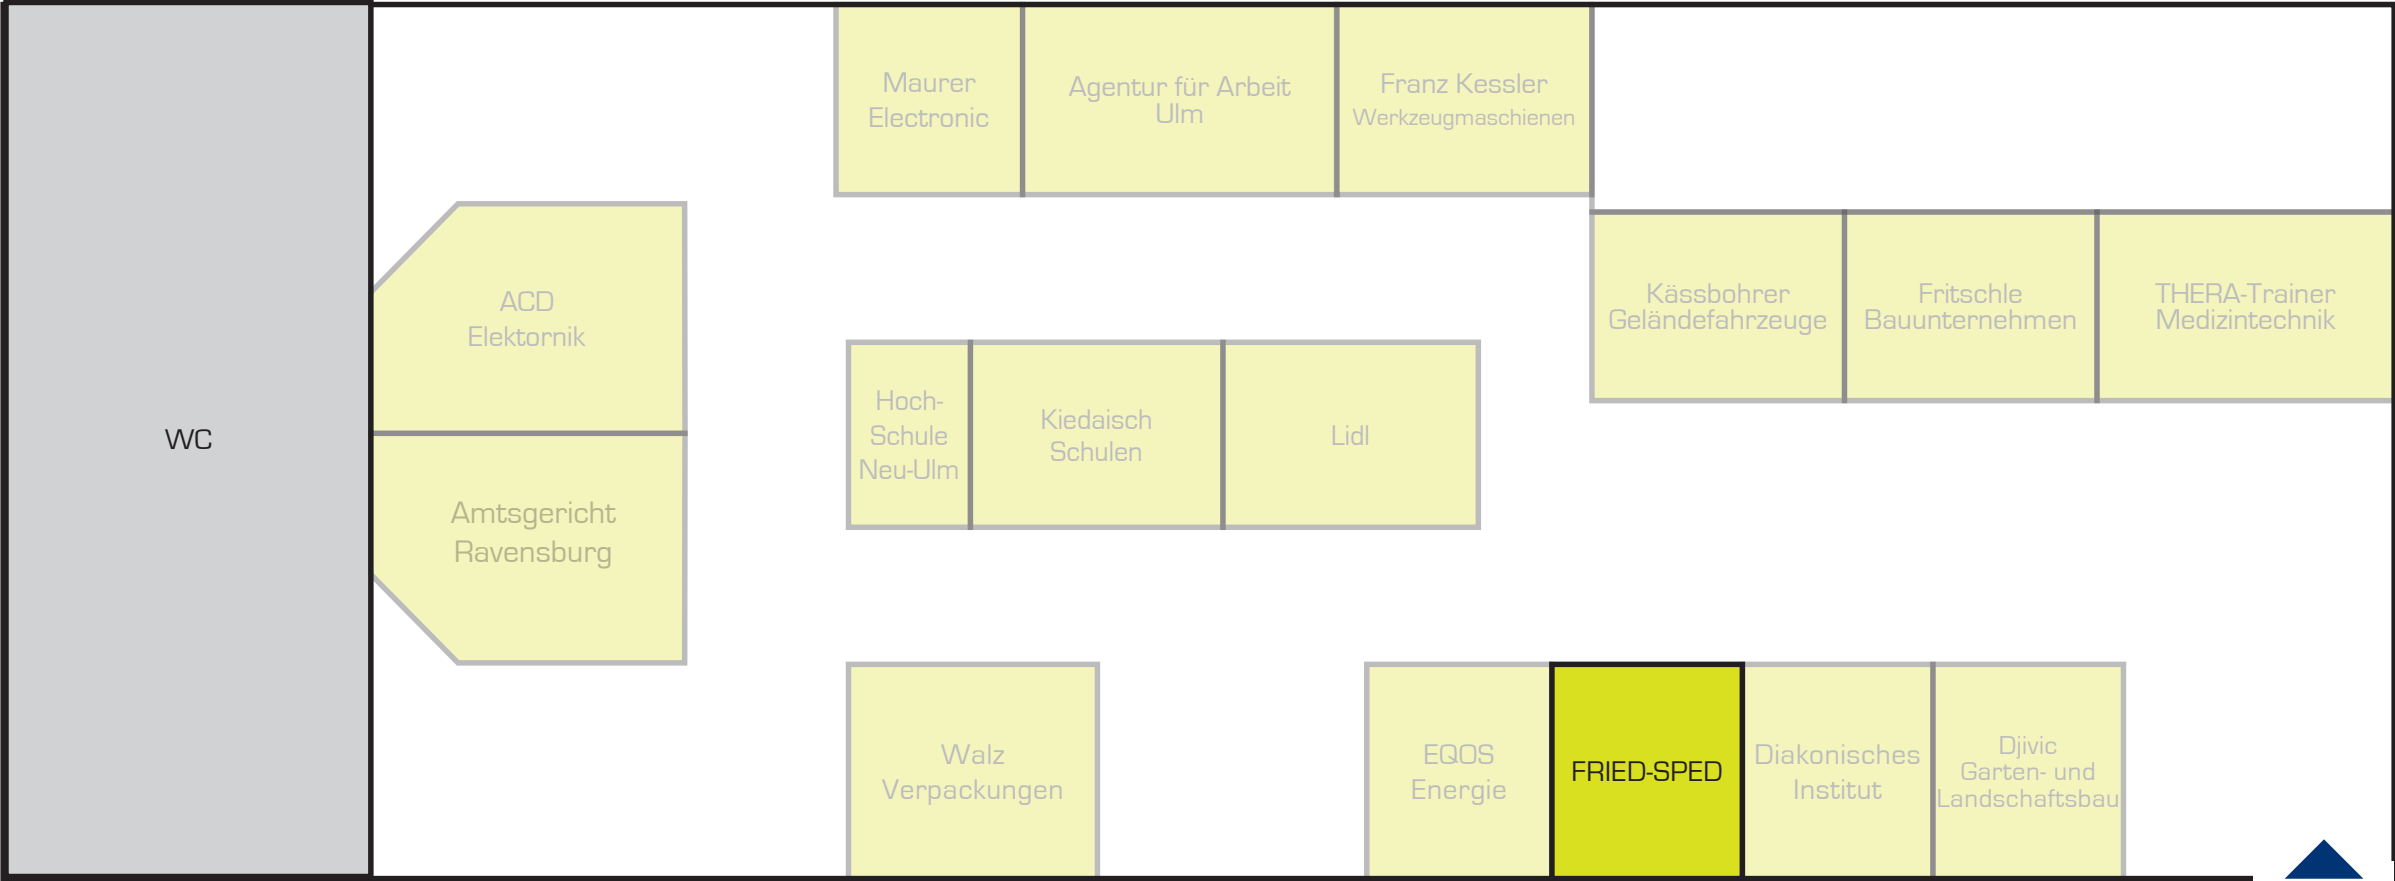 Maurer
Electronic
Agentur für Arbeit
Ulm
Franz Kessler
Werkzeugmaschienen
ACD
Elektornik
Kässbohrer
Geländefahrzeuge
Fritschle
Bauunternehmen
THERA-Trainer
Medizintechnik
WC
Hoch-
Schule
Neu-Ulm
Kiedaisch
Schulen
Lidl
Amtsgericht
Ravensburg
Walz
Verpackungen
EQOS
Energie
FRIED-SPED
Diakonisches
Institut
Djivic
Garten- und
Landschaftsbau